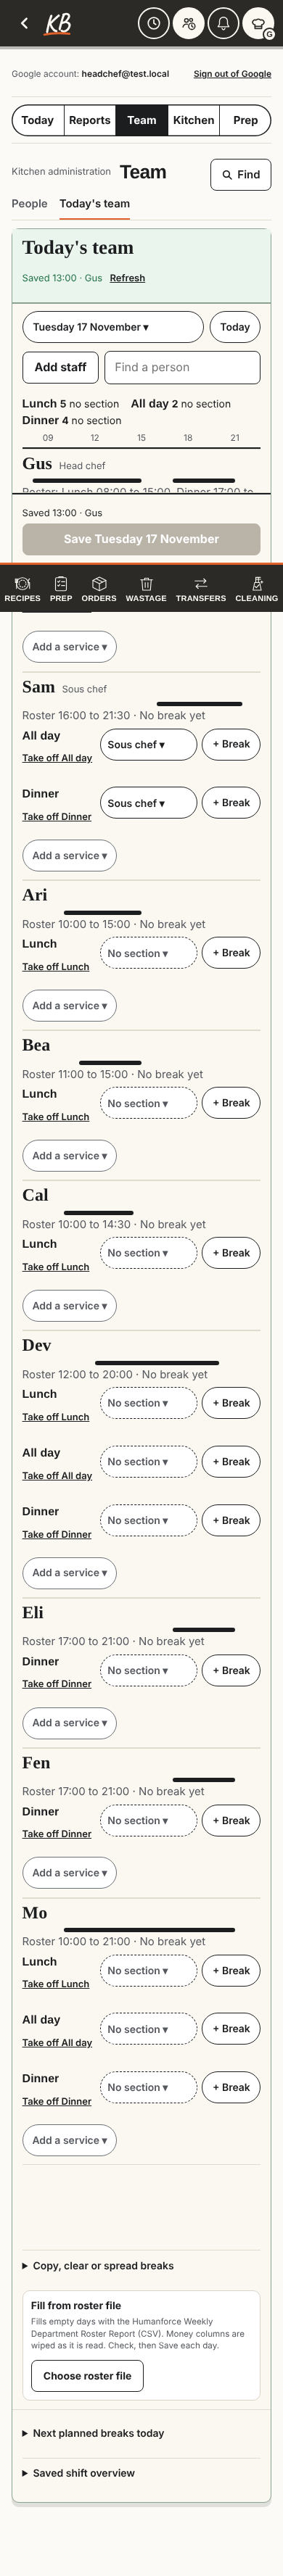 KB
G
Google account: headchef@test.local
Sign out of Google
Today Reports Team Kitchen Prep
Kitchen administration Team
Find
People Today's team
Today's team
Saved 13:00 · Gus Refresh
Tuesday 17 November ▾ Today
Add staff Find a person
Lunch 5 no section All day 2 no section
Dinner 4 no section
09 12 15 18 21
Gus Head chef
Roster: Lunch 08:00 to 15:00, Dinner 17:00 to
Saved 13:00 · Gus
Save Tuesday 17 November
RECIPES PREP ORDERS WASTAGE TRANSFERS CLEANING
Add a service ▾
Sam Sous chef
Roster 16:00 to 21:30 · No break yet
All day Sous chef ▾ + Break
Take off All day
Dinner Sous chef ▾ + Break
Take off Dinner
Add a service ▾
Ari
Roster 10:00 to 15:00 · No break yet
Lunch No section ▾ + Break
Take off Lunch
Add a service ▾
Bea
Roster 11:00 to 15:00 · No break yet
Lunch No section ▾ + Break
Take off Lunch
Add a service ▾
Cal
Roster 10:00 to 14:30 · No break yet
Lunch No section ▾ + Break
Take off Lunch
Add a service ▾
Dev
Roster 12:00 to 20:00 · No break yet
Lunch No section ▾ + Break
Take off Lunch
All day No section ▾ + Break
Take off All day
Dinner No section ▾ + Break
Take off Dinner
Add a service ▾
Eli
Roster 17:00 to 21:00 · No break yet
Dinner No section ▾ + Break
Take off Dinner
Add a service ▾
Fen
Roster 17:00 to 21:00 · No break yet
Dinner No section ▾ + Break
Take off Dinner
Add a service ▾
Mo
Roster 10:00 to 21:00 · No break yet
Lunch No section ▾ + Break
Take off Lunch
All day No section ▾ + Break
Take off All day
Dinner No section ▾ + Break
Take off Dinner
Add a service ▾
▶ Copy, clear or spread breaks
Fill from roster file
Fills empty days with the Humanforce Weekly
Department Roster Report (CSV). Money columns are
wiped as it is read. Check, then Save each day.
Choose roster file
▶ Next planned breaks today
▶ Saved shift overview